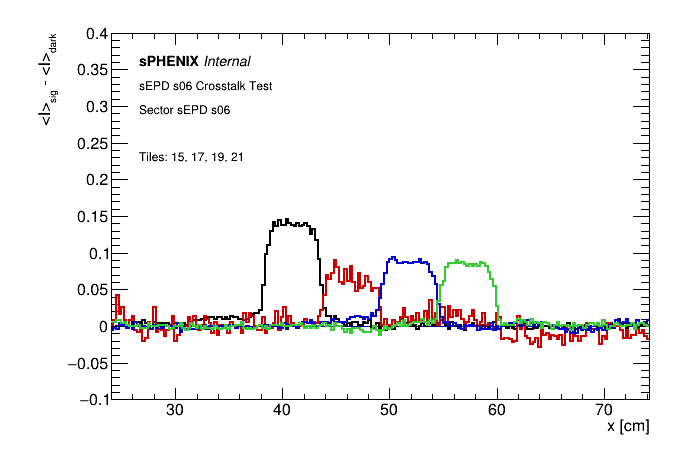 <I>sig - <I>dark
0.4
0.35
0.3
0.25
0.2
0.15
0.1
0.05
0
−0.05
−0.1
sPHENIX Internal
sEPD s06 Crosstalk Test
Sector sEPD s06
Tiles: 15, 17, 19, 21
30 40 50 60 70
x [cm]